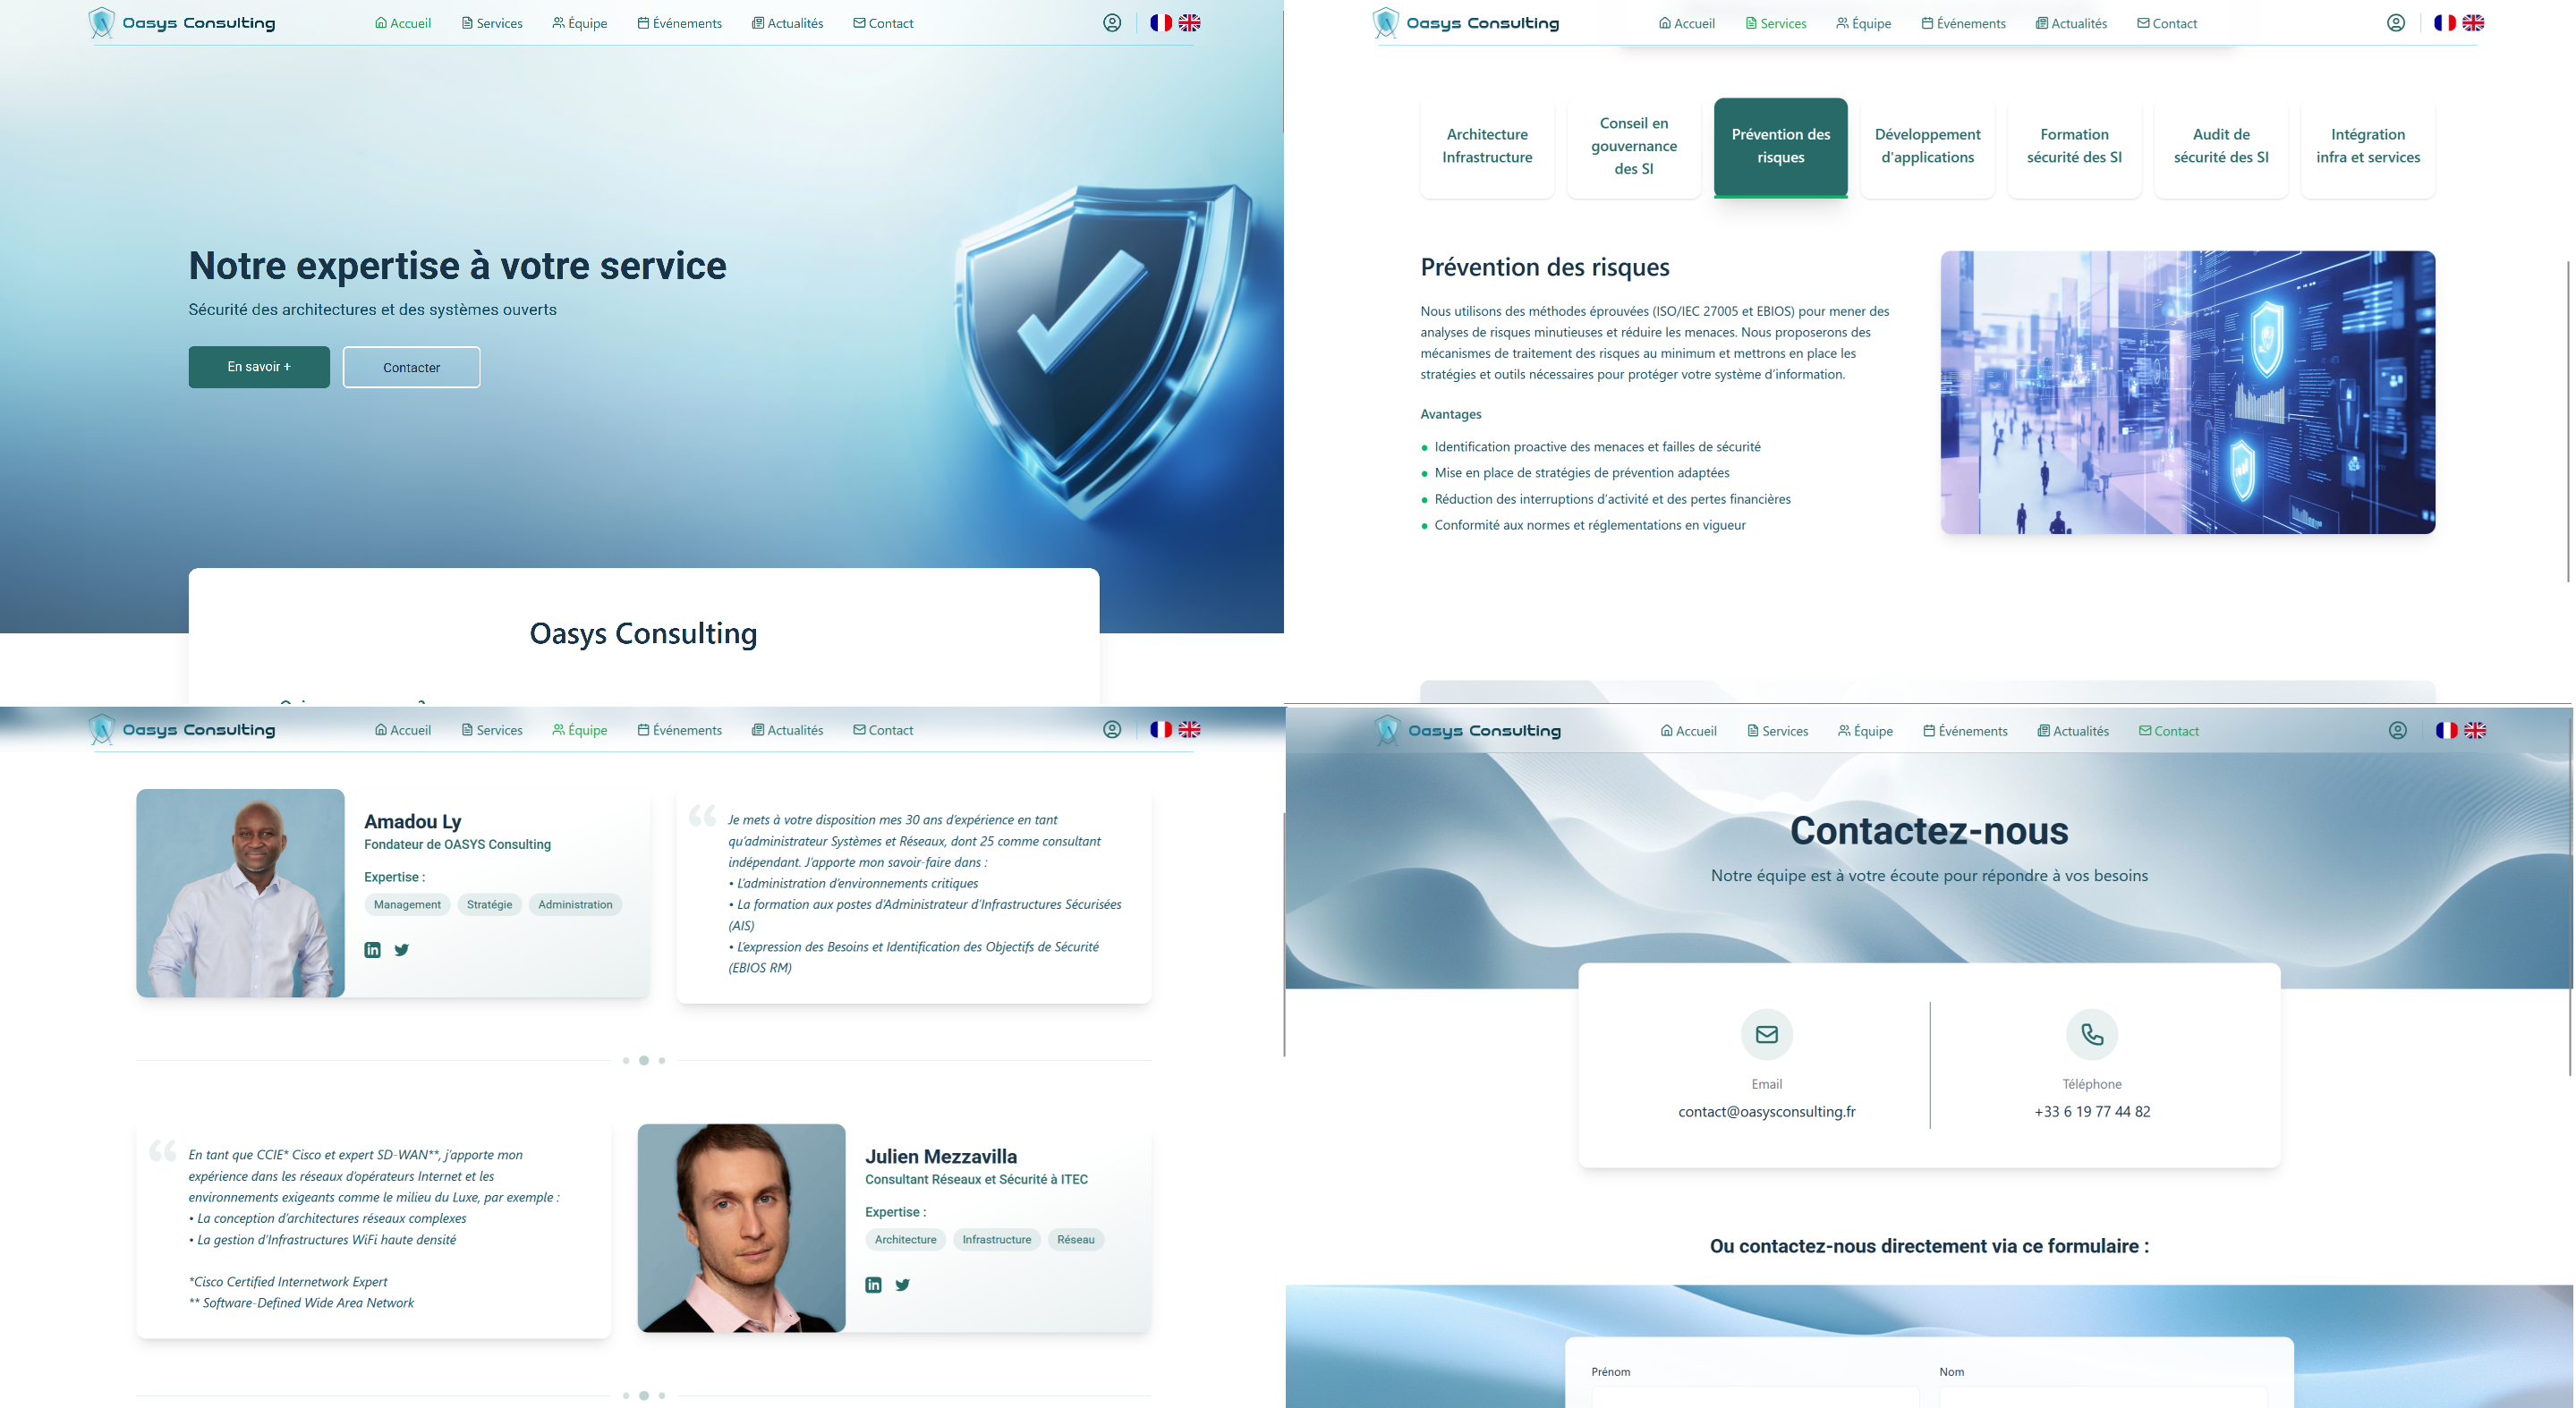 Oasys Consulting
Accueil
Services
Équipe
Événements
Actualités
Contact
Notre expertise à votre service
Sécurité des architectures et des systèmes ouverts
En savoir +
Contacter
Oasys Consulting
Oasys Consulting
Accueil
Services
Équipe
Événements
Actualités
Contact
Architecture
Infrastructure
Conseil en
gouvernance
des SI
Prévention des
risques
Développement
d'applications
Formation
sécurité des SI
Audit de
sécurité des SI
Intégration
infra et services
Prévention des risques
Nous utilisons des méthodes éprouvées (ISO/IEC 27005 et EBIOS) pour mener des
analyses de risques minutieuses et réduire les menaces. Nous proposerons des
mécanismes de traitement des risques au minimum et mettrons en place les
stratégies et outils nécessaires pour protéger votre système d'information.
Avantages
• Identification proactive des menaces et failles de sécurité
• Mise en place de stratégies de prévention adaptées
• Réduction des interruptions d'activité et des pertes financières
• Conformité aux normes et réglementations en vigueur
Oasys Consulting
Accueil
Services
Équipe
Événements
Actualités
Contact
Amadou Ly
Fondateur de OASYS Consulting
Expertise :
Management
Stratégie
Administration
Je mets à votre disposition mes 30 ans d'expérience en tant
qu'administrateur Systèmes et Réseaux, dont 25 comme consultant
indépendant. J'apporte mon savoir-faire dans :
• L'administration d'environnements critiques
• La formation aux postes d'Administrateur d'Infrastructures Sécurisées
(AIS)
• L'expression des Besoins et Identification des Objectifs de Sécurité
(EBIOS RM)
En tant que CCIE* Cisco et expert SD-WAN**, j'apporte mon
expérience dans les réseaux d'opérateurs Internet et les
environnements exigeants comme le milieu du Luxe, par exemple :
• La conception d'architectures réseaux complexes
• La gestion d'Infrastructures WiFi haute densité
*Cisco Certified Internetwork Expert
** Software-Defined Wide Area Network
Julien Mezzavilla
Consultant Réseaux et Sécurité à ITEC
Expertise :
Architecture
Infrastructure
Réseau
Oasys Consulting
Accueil
Services
Équipe
Événements
Actualités
Contact
Contactez-nous
Notre équipe est à votre écoute pour répondre à vos besoins
Email
contact@oasysconsulting.fr
Téléphone
+33 6 19 77 44 82
Ou contactez-nous directement via ce formulaire :
Prénom
Nom